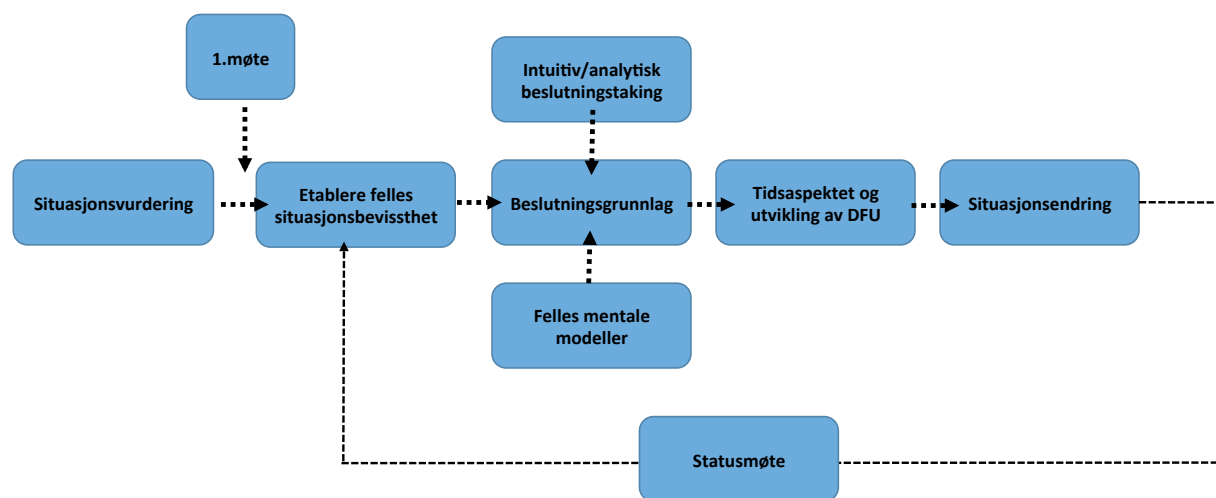 1.møte
Intuitiv/analytisk
beslutningstaking
Situasjonsvurdering
Etablere felles
situasjonsbevissthet
Beslutningsgrunnlag
Tidsaspektet og
utvikling av DFU
Situasjonsendring
Felles mentale
modeller
Statusmøte